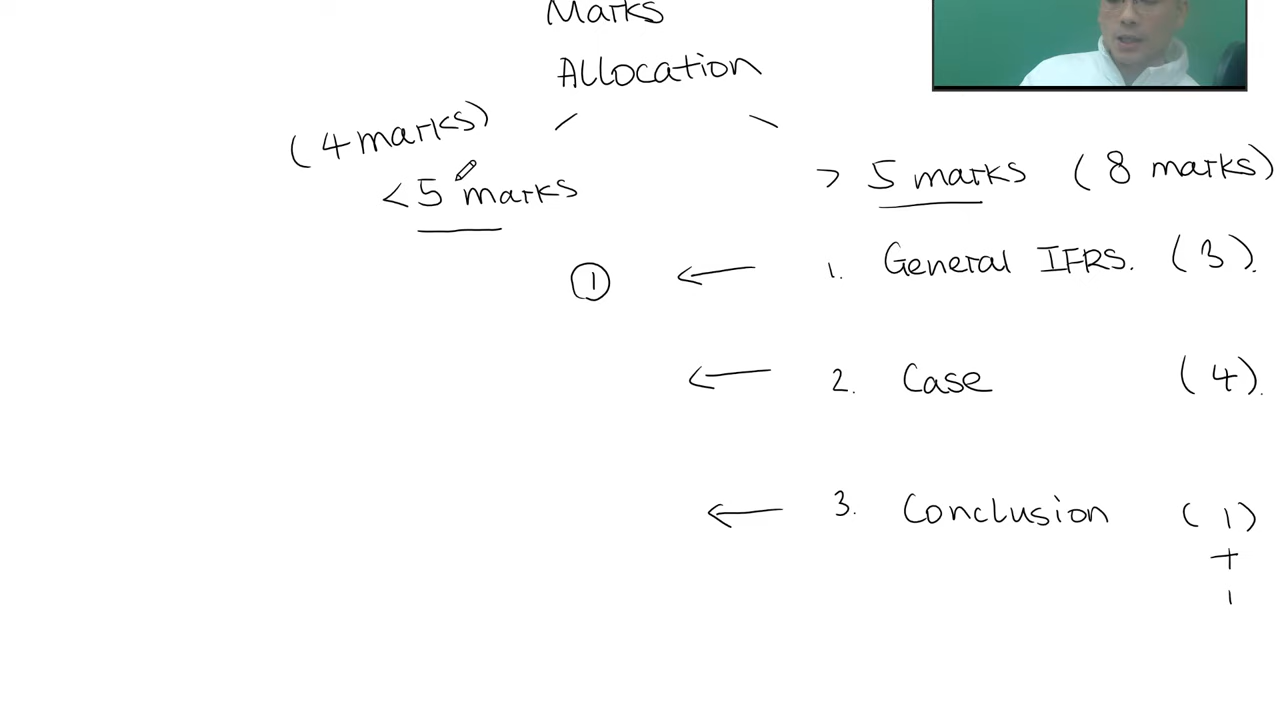 Marks
Allocation
(4 marks)
< 5 marks
> 5 marks (8 marks)
① ← 1. General IFRS. (3).
← 2. Case (4).
← 3. Conclusion (1)
+
1